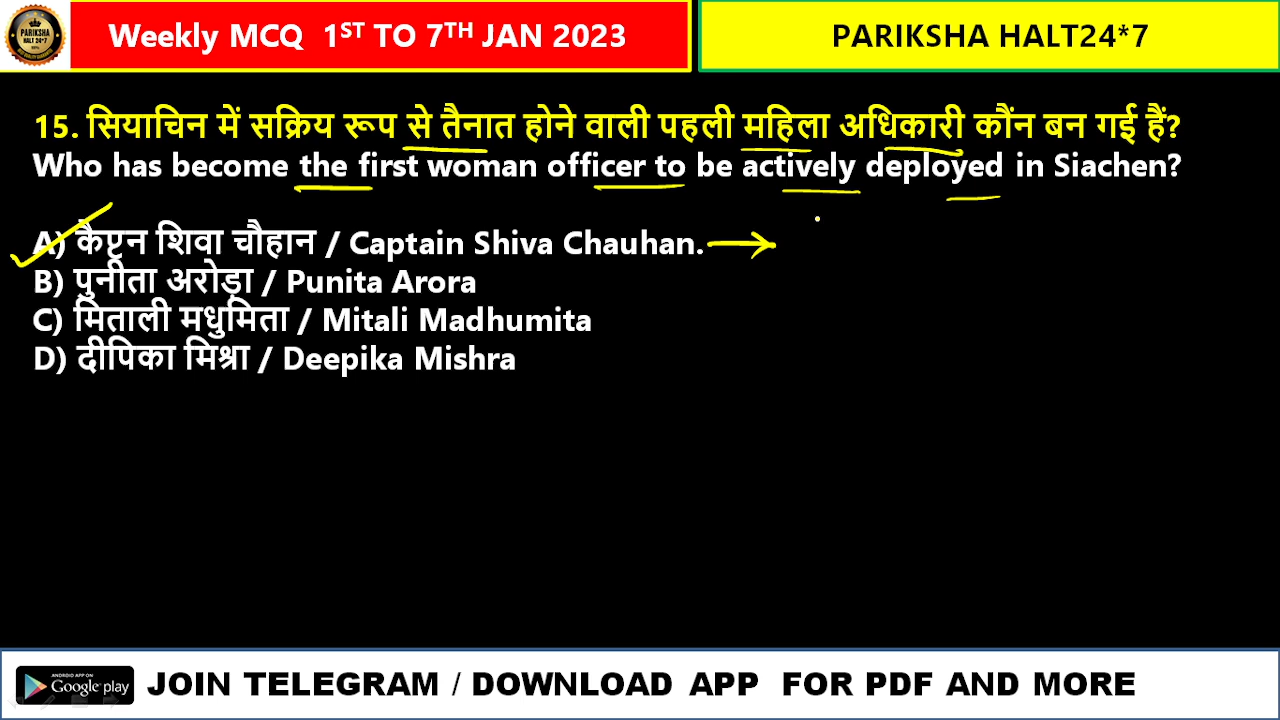 PARIKSHA
HALT 24*7
Weekly MCQ 1ST TO 7TH JAN 2023
PARIKSHA HALT24*7
15. सियाचिन में सक्रिय रूप से तैनात होने वाली पहली महिला अधिकारी कौंन बन गई हैं?
Who has become the first woman officer to be actively deployed in Siachen?
A) कैप्टन शिवा चौहान / Captain Shiva Chauhan.
B) पुनीता अरोड़ा / Punita Arora
C) मिताली मधुमिता / Mitali Madhumita
D) दीपिका मिश्रा / Deepika Mishra
ANDROID APP ON
Google play
JOIN TELEGRAM / DOWNLOAD APP FOR PDF AND MORE